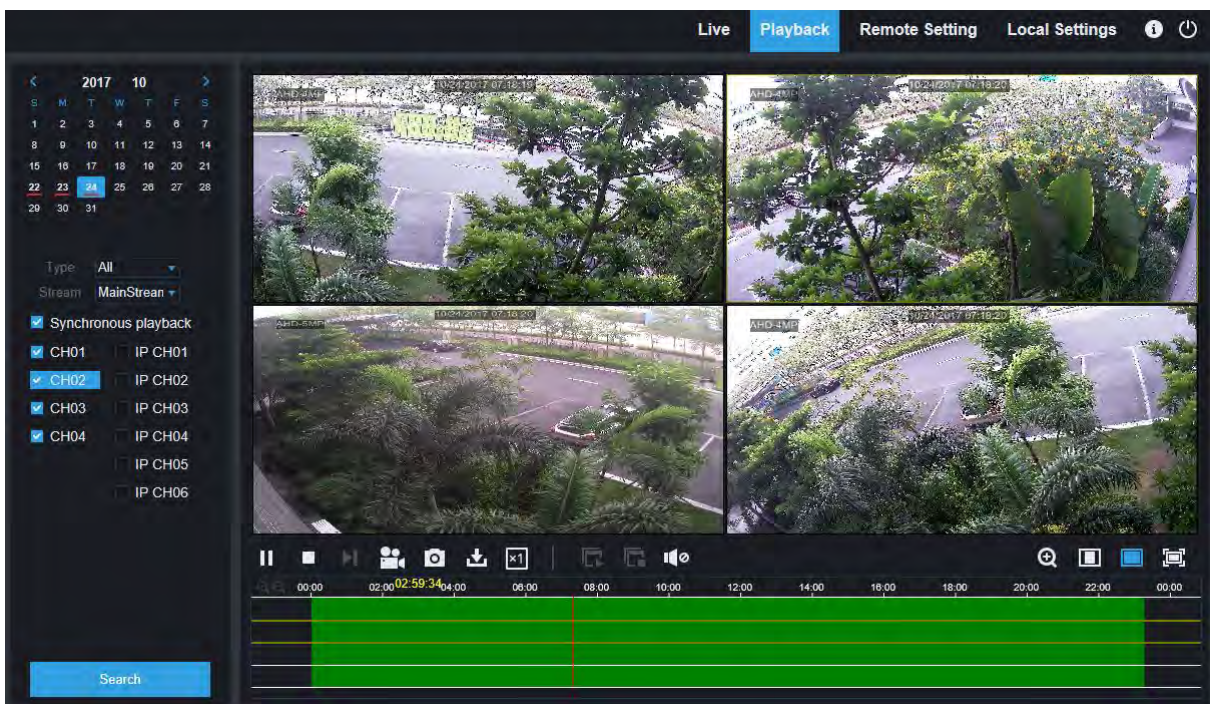 Live Playback Remote Setting Local Settings
2017 10
S M T W T F S
1 2 3 4 5 6 7
8 9 10 11 12 13 14
15 16 17 18 19 20 21
22 23 24 25 26 27 28
29 30 31
Type All
Stream MainStrean
Synchronous playback
CH01 IP CH01
CH02 IP CH02
CH03 IP CH03
CH04 IP CH04
IP CH05
IP CH06
Search
10/24/2017 07:18:19
AHD-4MP 10/24/2017 07:18:20
AHD-5MP 10/24/2017 07:18:20
AHD-4MP 10/24/2017 07:18:20
×1
00:00 02:00 02:59:34 04:00 06:00 08:00 10:00 12:00 14:00 16:00 18:00 20:00 22:00 00:00